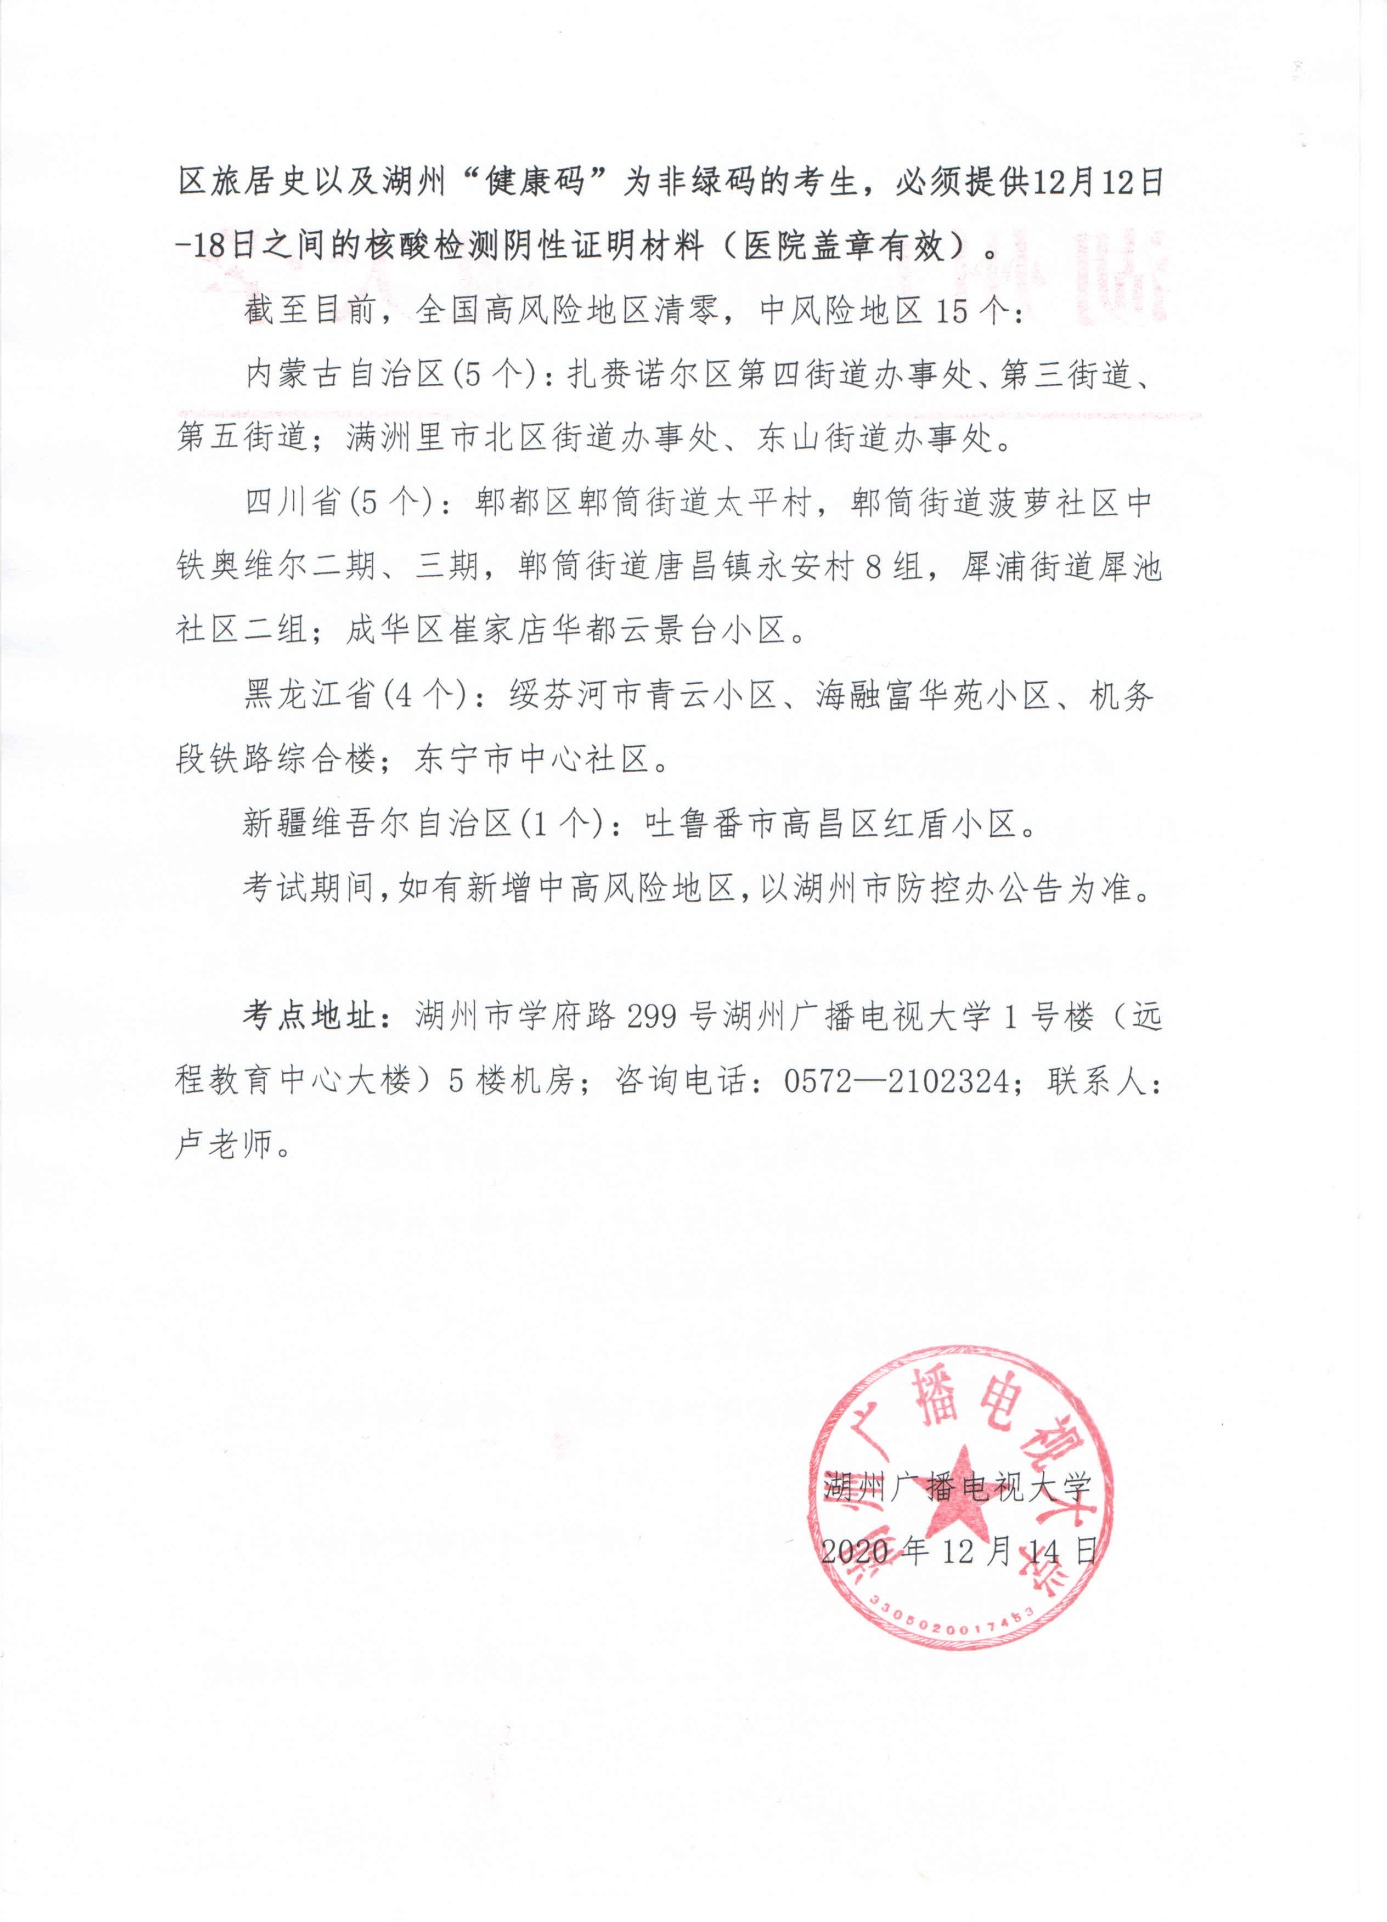 区旅居史以及湖州“健康码”为非绿码的考生，必须提供12月12日
-18日之间的核酸检测阴性证明材料（医院盖章有效）。
截至目前，全国高风险地区清零，中风险地区 15 个：
内蒙古自治区(5 个)：扎赉诺尔区第四街道办事处、第三街道、
第五街道；满洲里市北区街道办事处、东山街道办事处。
四川省(5 个)：郫都区郫筒街道太平村，郫筒街道菠萝社区中
铁奥维尔二期、三期，郫筒街道唐昌镇永安村 8 组，犀浦街道犀池
社区二组；成华区崔家店华都云景台小区。
黑龙江省(4 个)：绥芬河市青云小区、海融富华苑小区、机务
段铁路综合楼；东宁市中心社区。
新疆维吾尔自治区(1 个)：吐鲁番市高昌区红盾小区。
考试期间，如有新增中高风险地区，以湖州市防控办公告为准。
考点地址：湖州市学府路 299 号湖州广播电视大学 1 号楼（远
程教育中心大楼）5 楼机房；咨询电话：0572—2102324；联系人：
卢老师。
湖州广播电视大学
湖州广播电视大学
2020 年 12 月 14 日
3305020017453